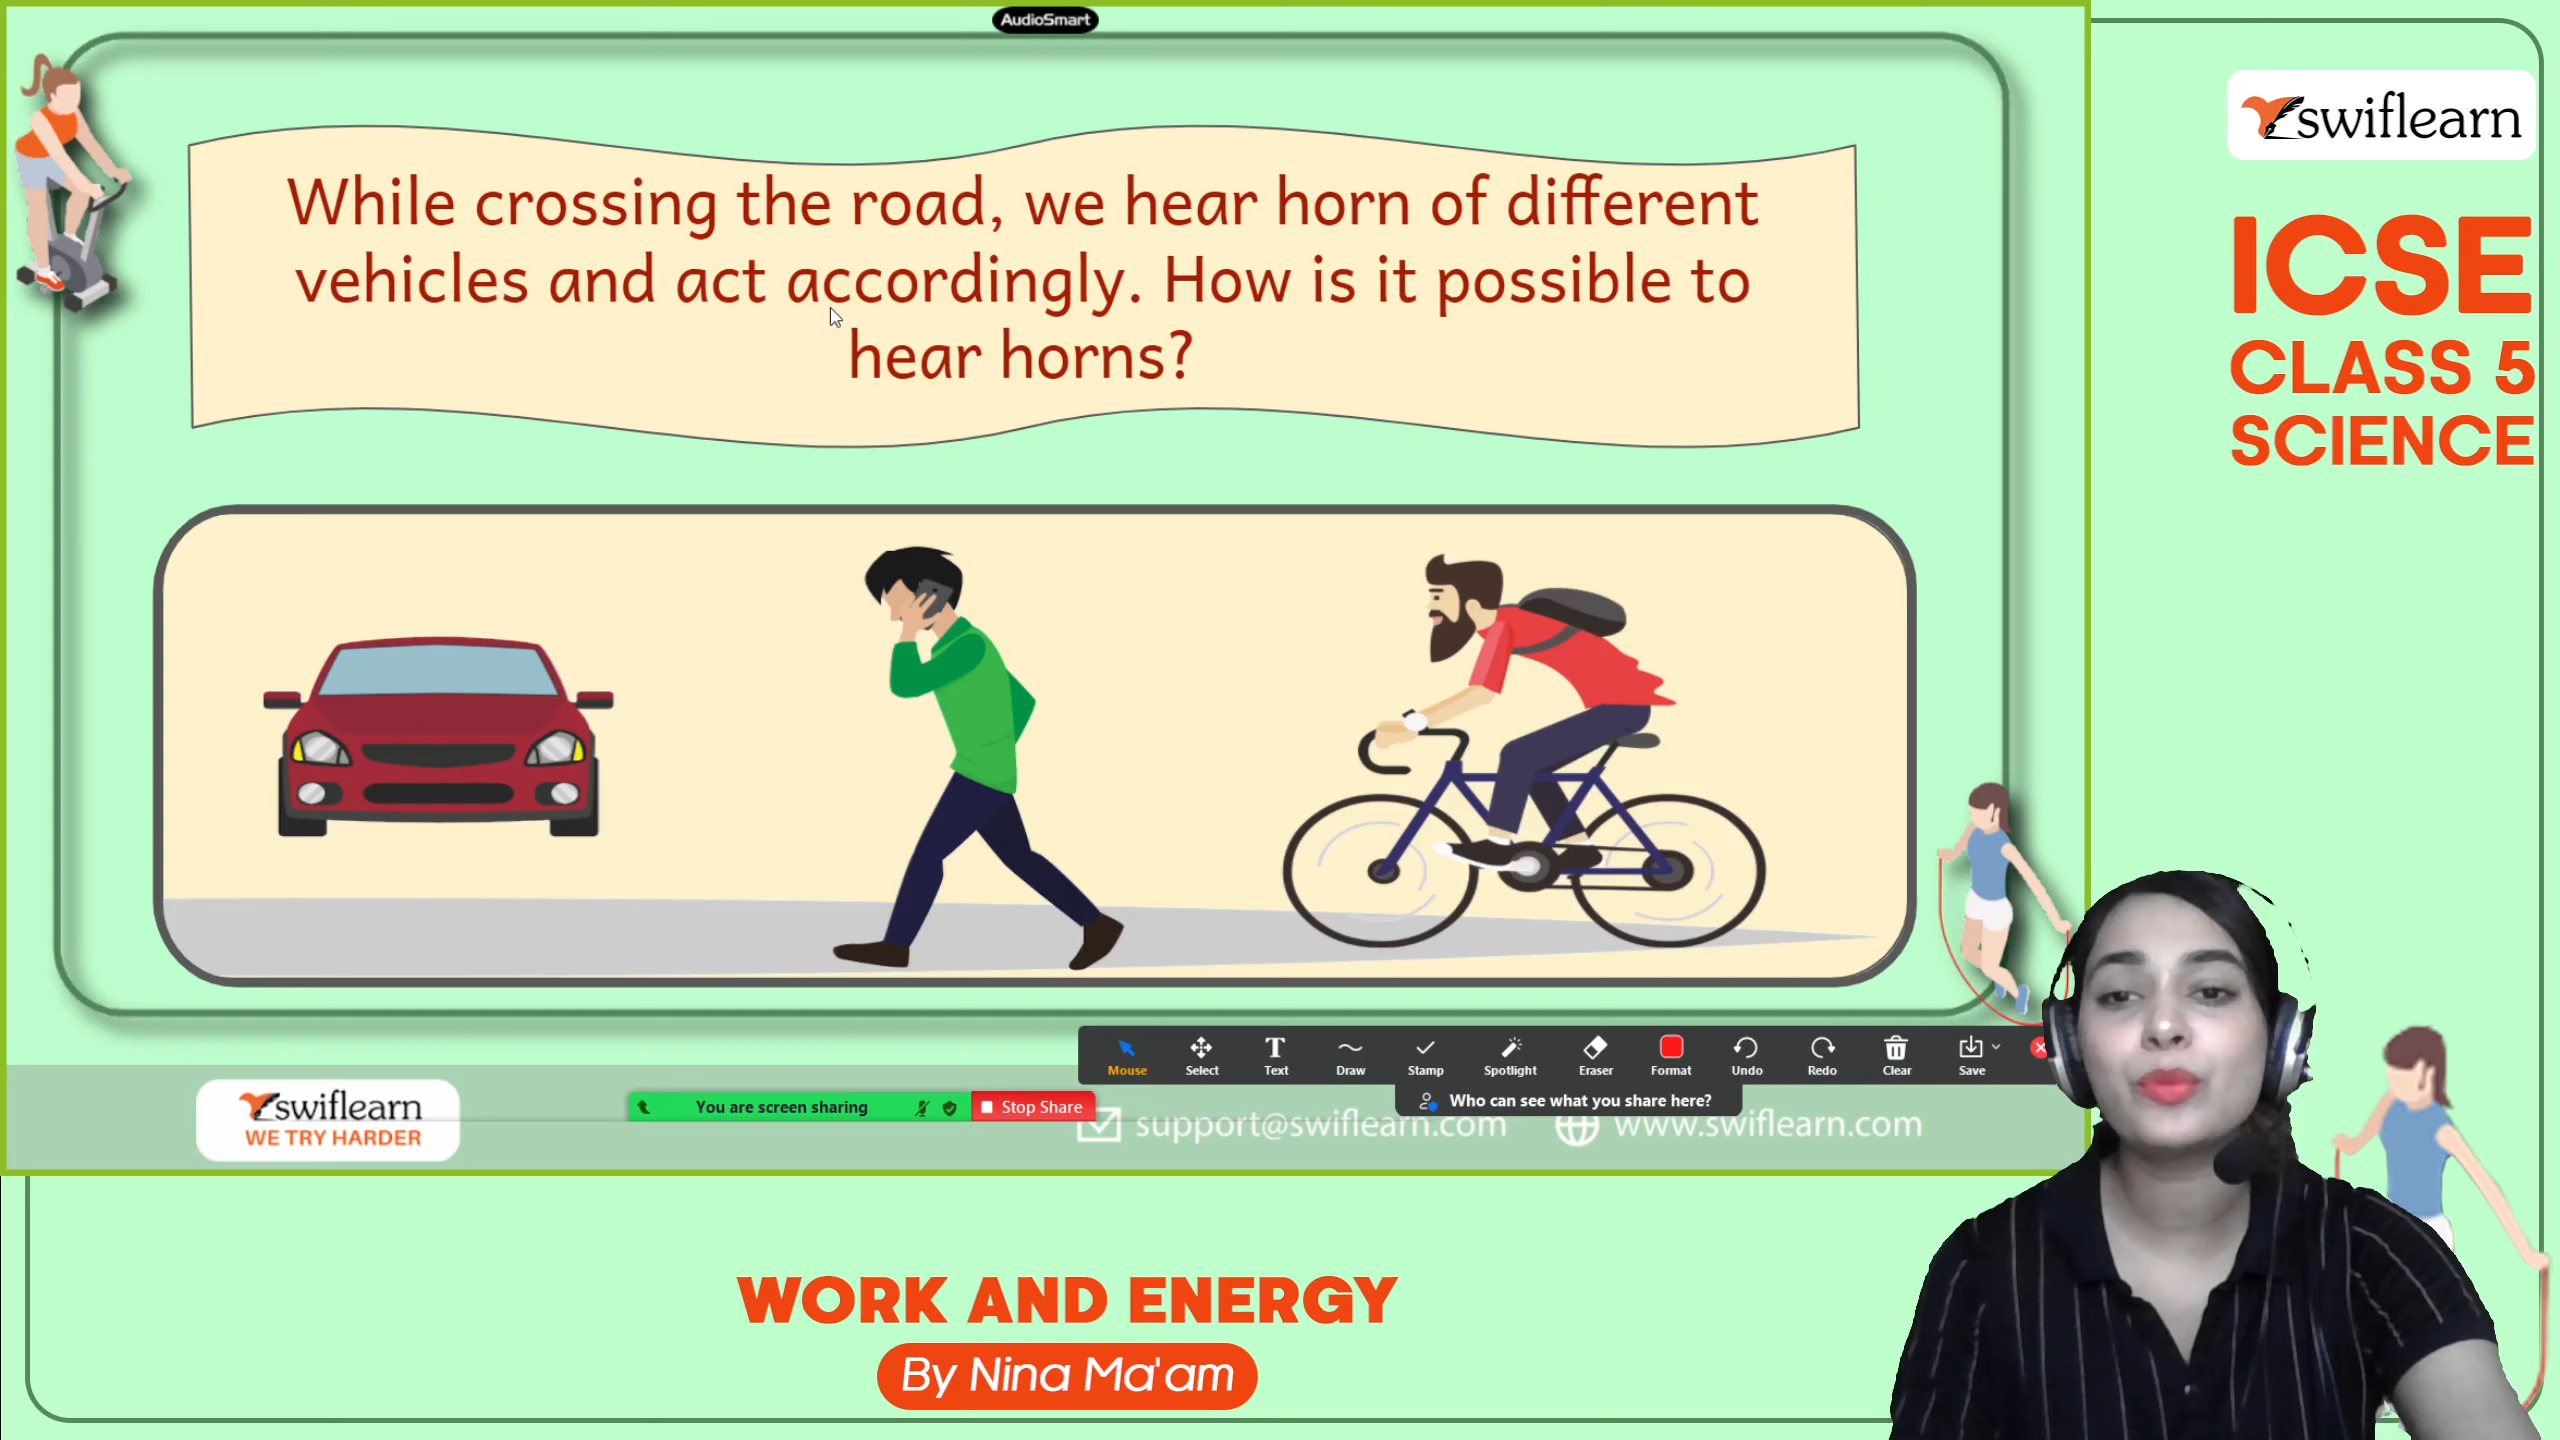 AudioSmart
While crossing the road, we hear horn of different
vehicles and act accordingly. How is it possible to
hear horns?
swiflearn
ICSE
CLASS 5
SCIENCE
Mouse
Select
Text
Draw
Stamp
Spotlight
Eraser
Format
Undo
Redo
Clear
Save
Who can see what you share here?
You are screen sharing
Stop Share
swiflearn
WE TRY HARDER
support@swiflearn.com
www.swiflearn.com
WORK AND ENERGY
By Nina Ma'am